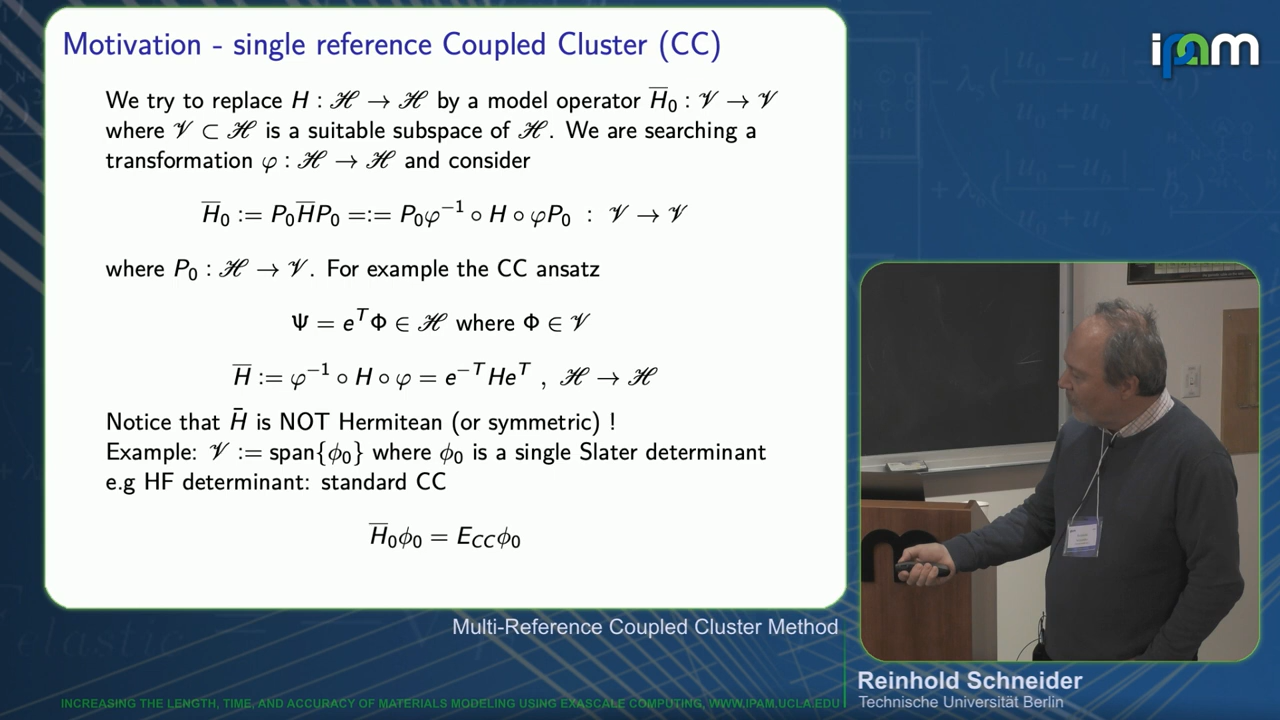 Motivation - single reference Coupled Cluster (CC)
We try to replace H : ℋ → ℋ by a model operator H̅₀ : 𝒱 → 𝒱
where 𝒱 ⊂ ℋ is a suitable subspace of ℋ. We are searching a
transformation φ : ℋ → ℋ and consider
H̅₀ := P₀H̅P₀ =:= P₀φ⁻¹ ∘ H ∘ φP₀ : 𝒱 → 𝒱
where P₀ : ℋ → 𝒱. For example the CC ansatz
Ψ = e^T Φ ∈ ℋ where Φ ∈ 𝒱
H̅ := φ⁻¹ ∘ H ∘ φ = e^{-T} H e^T , ℋ → ℋ
Notice that H̄ is NOT Hermitean (or symmetric) !
Example: 𝒱 := span{ϕ₀} where ϕ₀ is a single Slater determinant
e.g HF determinant: standard CC
H̅₀ϕ₀ = E_{CC}ϕ₀
ipam
Multi-Reference Coupled Cluster Method
Reinhold Schneider
Technische Universität Berlin
INCREASING THE LENGTH, TIME, AND ACCURACY OF MATERIALS MODELING USING EXASCALE COMPUTING, WWW.IPAM.UCLA.EDU